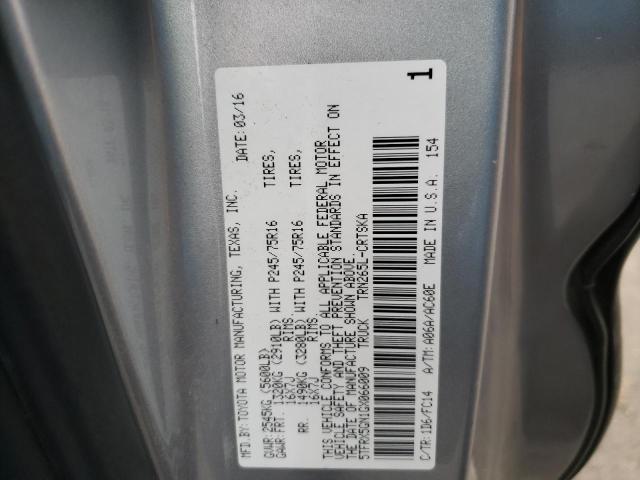 MFD.BY: TOYOTA MOTOR MANUFACTURING, TEXAS, INC. DATE: 03/16
GVWR: 2545KG (5600LB)
GAWR: FRT. 1320KG (2910LB) WITH P245/75R16 TIRES,
16X7J RIMS,
RR. 1490KG (3280LB) WITH P245/75R16 TIRES,
16X7J RIMS.
THIS VEHICLE CONFORMS TO ALL APPLICABLE FEDERAL MOTOR
VEHICLE SAFETY AND THEFT PREVENTION STANDARDS IN EFFECT ON
THE DATE OF MANUFACTURE SHOWN ABOVE.
5TFRX5GN1GX066009 TRUCK TRN265L-CRTSKA
C/TR: 1D6/FC14 A/TM: A06A/AC60E MADE IN U.S.A. 154
1